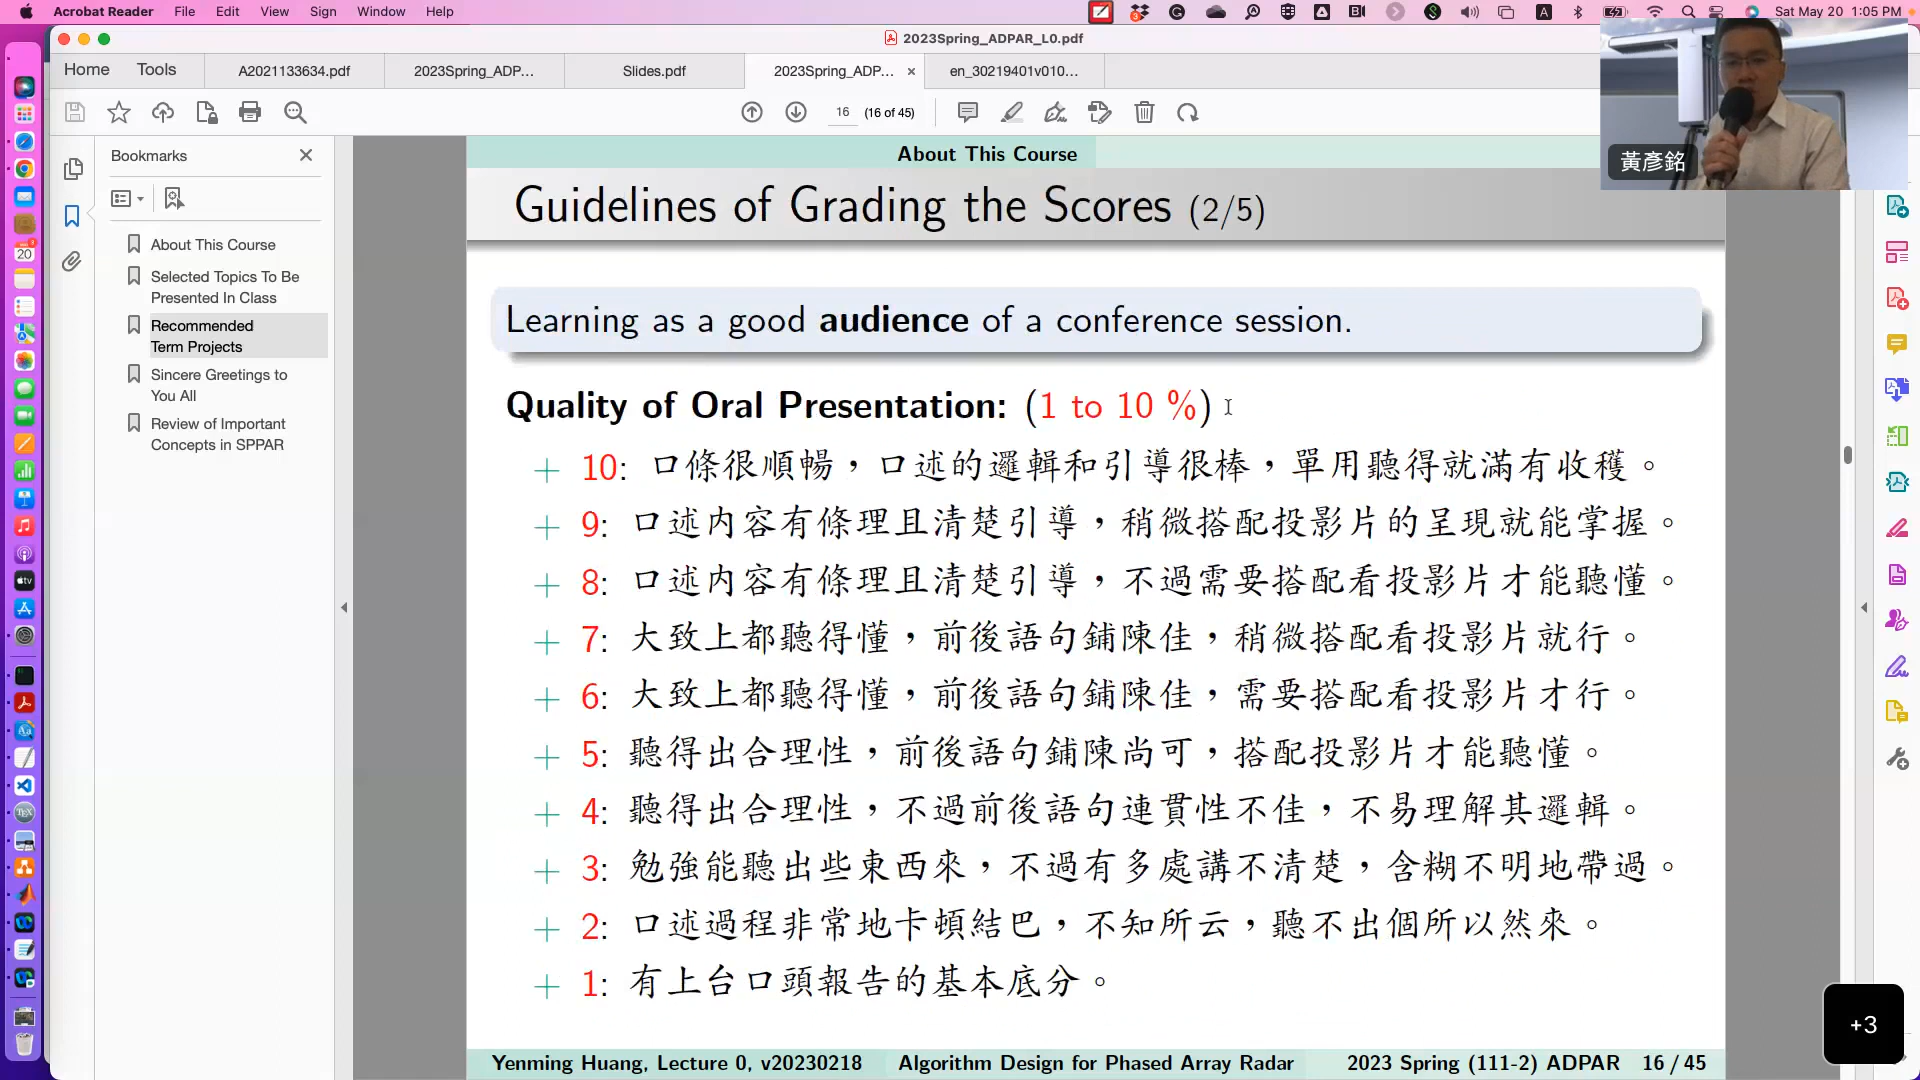 Acrobat Reader File Edit View Sign Window Help
Sat May 20 1:05 PM
2023Spring_ADPAR_L0.pdf
Home Tools A2021133634.pdf 2023Spring_ADP... Slides.pdf 2023Spring_ADP... en_30219401v010...
16 (16 of 45)
黃彥銘
Bookmarks
About This Course
Selected Topics To Be
Presented In Class
Recommended
Term Projects
Sincere Greetings to
You All
Review of Important
Concepts in SPPAR
About This Course
Guidelines of Grading the Scores (2/5)
Learning as a good audience of a conference session.
Quality of Oral Presentation: (1 to 10 %)
+ 10: 口條很順暢，口述的邏輯和引導很棒，單用聽得就滿有收穫。
+ 9: 口述內容有條理且清楚引導，稍微搭配投影片的呈現就能掌握。
+ 8: 口述內容有條理且清楚引導，不過需要搭配看投影片才能聽懂。
+ 7: 大致上都聽得懂，前後語句鋪陳佳，稍微搭配看投影片就行。
+ 6: 大致上都聽得懂，前後語句鋪陳佳，需要搭配看投影片才行。
+ 5: 聽得出合理性，前後語句鋪陳尚可，搭配投影片才能聽懂。
+ 4: 聽得出合理性，不過前後語句連貫性不佳，不易理解其邏輯。
+ 3: 勉強能聽出些東西來，不過有多處講不清楚，含糊不明地帶過。
+ 2: 口述過程非常地卡頓結巴，不知所云，聽不出個所以然來。
+ 1: 有上台口頭報告的基本底分。
Yenming Huang, Lecture 0, v20230218 Algorithm Design for Phased Array Radar 2023 Spring (111-2) ADPAR 16 / 45
+3